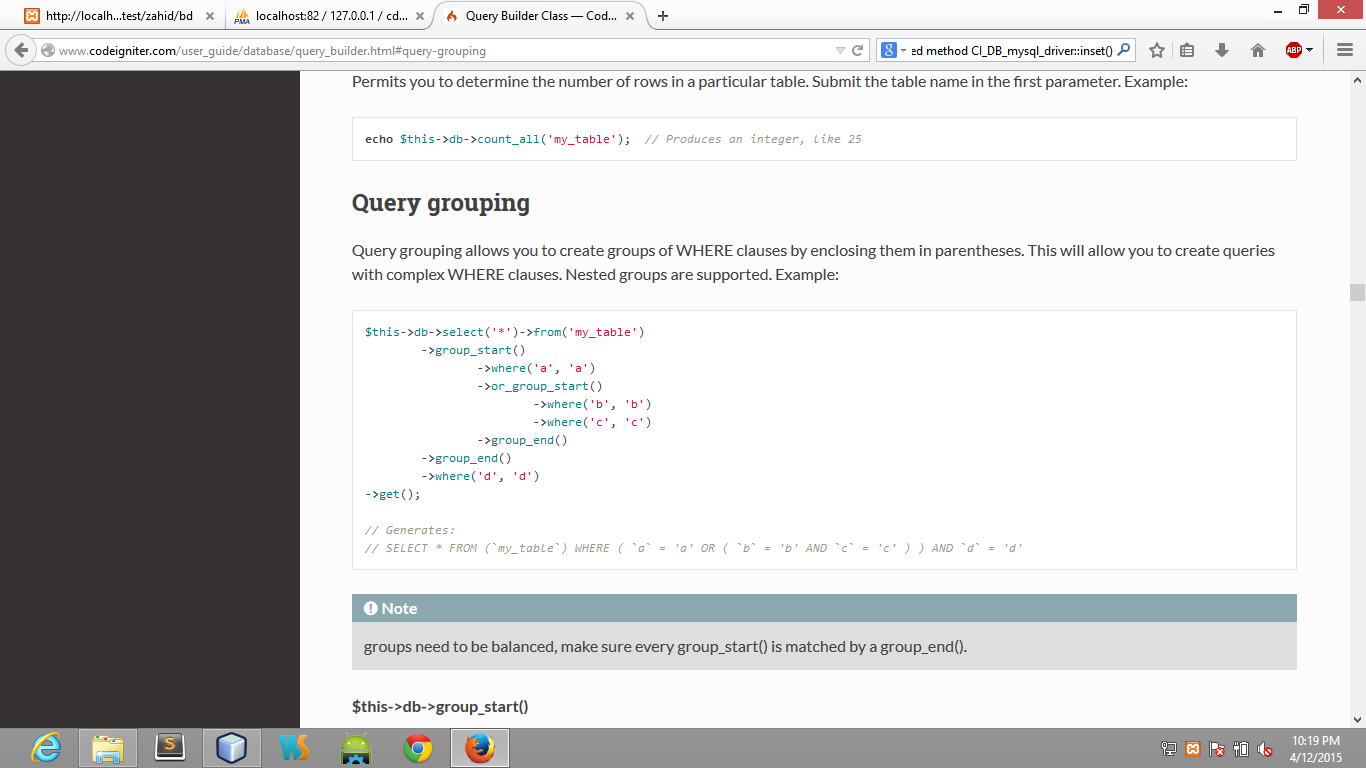 http://localh...test/zahid/bd
localhost:82 / 127.0.0.1 / cd...
Query Builder Class — Cod...
www.codeigniter.com/user_guide/database/query_builder.html#query-grouping
ed method CI_DB_mysql_driver::inset()
ABP
Permits you to determine the number of rows in a particular table. Submit the table name in the first parameter. Example:
echo $this->db->count_all('my_table');  // Produces an integer, like 25
Query grouping
Query grouping allows you to create groups of WHERE clauses by enclosing them in parentheses. This will allow you to create queries
with complex WHERE clauses. Nested groups are supported. Example:
$this->db->select('*')->from('my_table')
->group_start()
->where('a', 'a')
->or_group_start()
->where('b', 'b')
->where('c', 'c')
->group_end()
->group_end()
->where('d', 'd')
->get();
// Generates:
// SELECT * FROM (`my_table`) WHERE ( `a` = 'a' OR ( `b` = 'b' AND `c` = 'c' ) ) AND `d` = 'd'
Note
groups need to be balanced, make sure every group_start() is matched by a group_end().
$this->db->group_start()
10:19 PM
4/12/2015